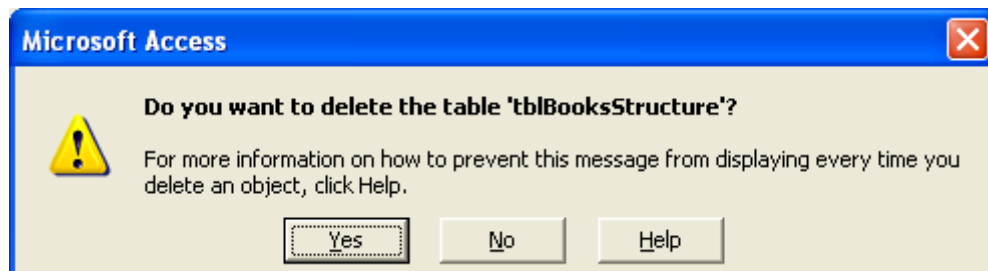 Microsoft Access
Do you want to delete the table 'tblBooksStructure'?
For more information on how to prevent this message from displaying every time you
delete an object, click Help.
Yes No Help